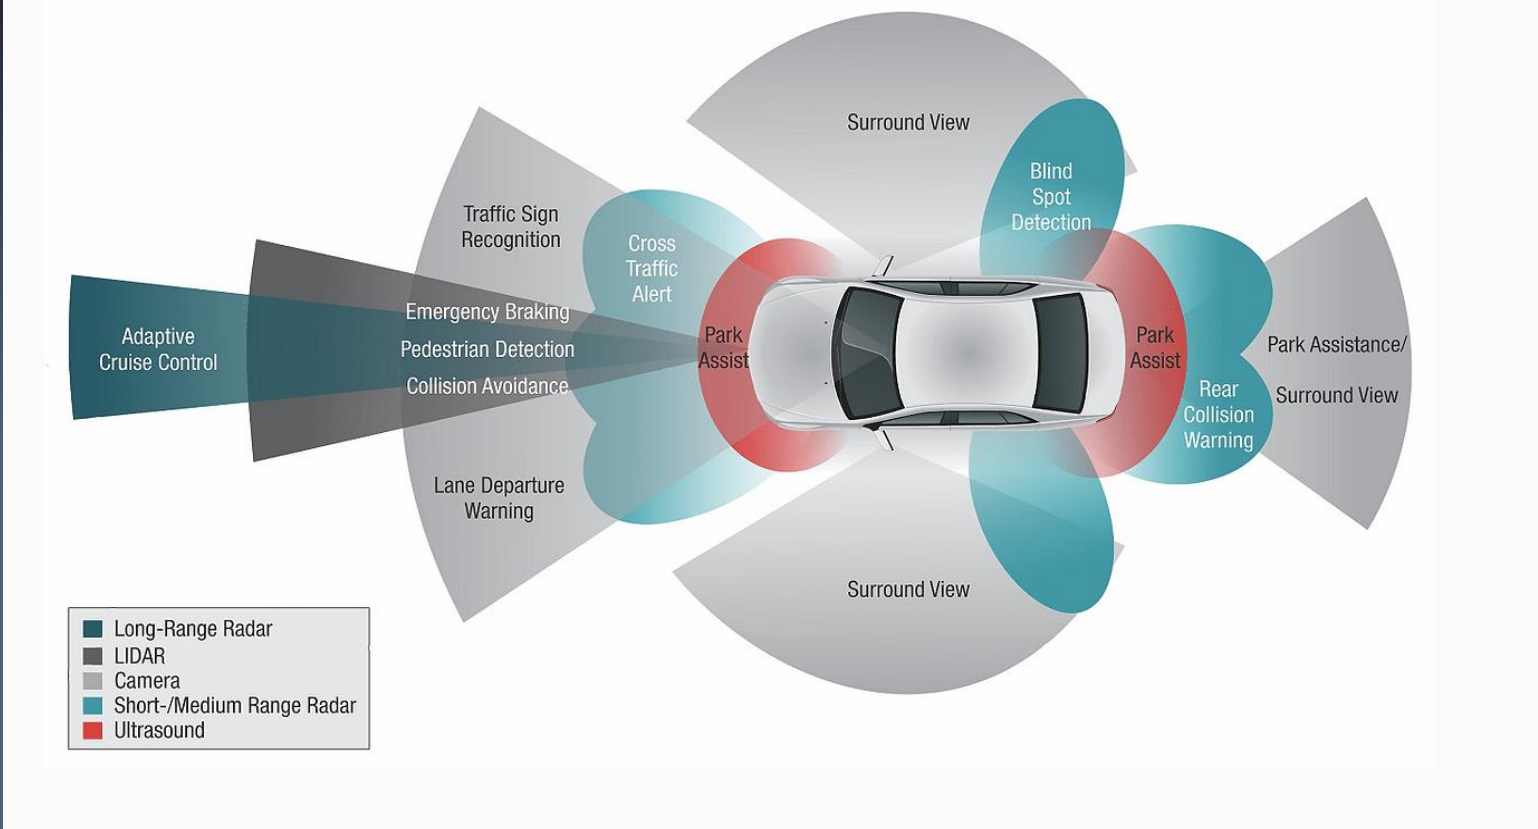 Surround View
Blind
Spot
Detection
Traffic Sign
Recognition
Cross
Traffic
Alert
Adaptive
Cruise Control
Emergency Braking
Pedestrian Detection
Collision Avoidance
Park
Assist
Park
Assist
Park Assistance/
Surround View
Rear
Collision
Warning
Lane Departure
Warning
Surround View
Long-Range Radar
LIDAR
Camera
Short-/Medium Range Radar
Ultrasound